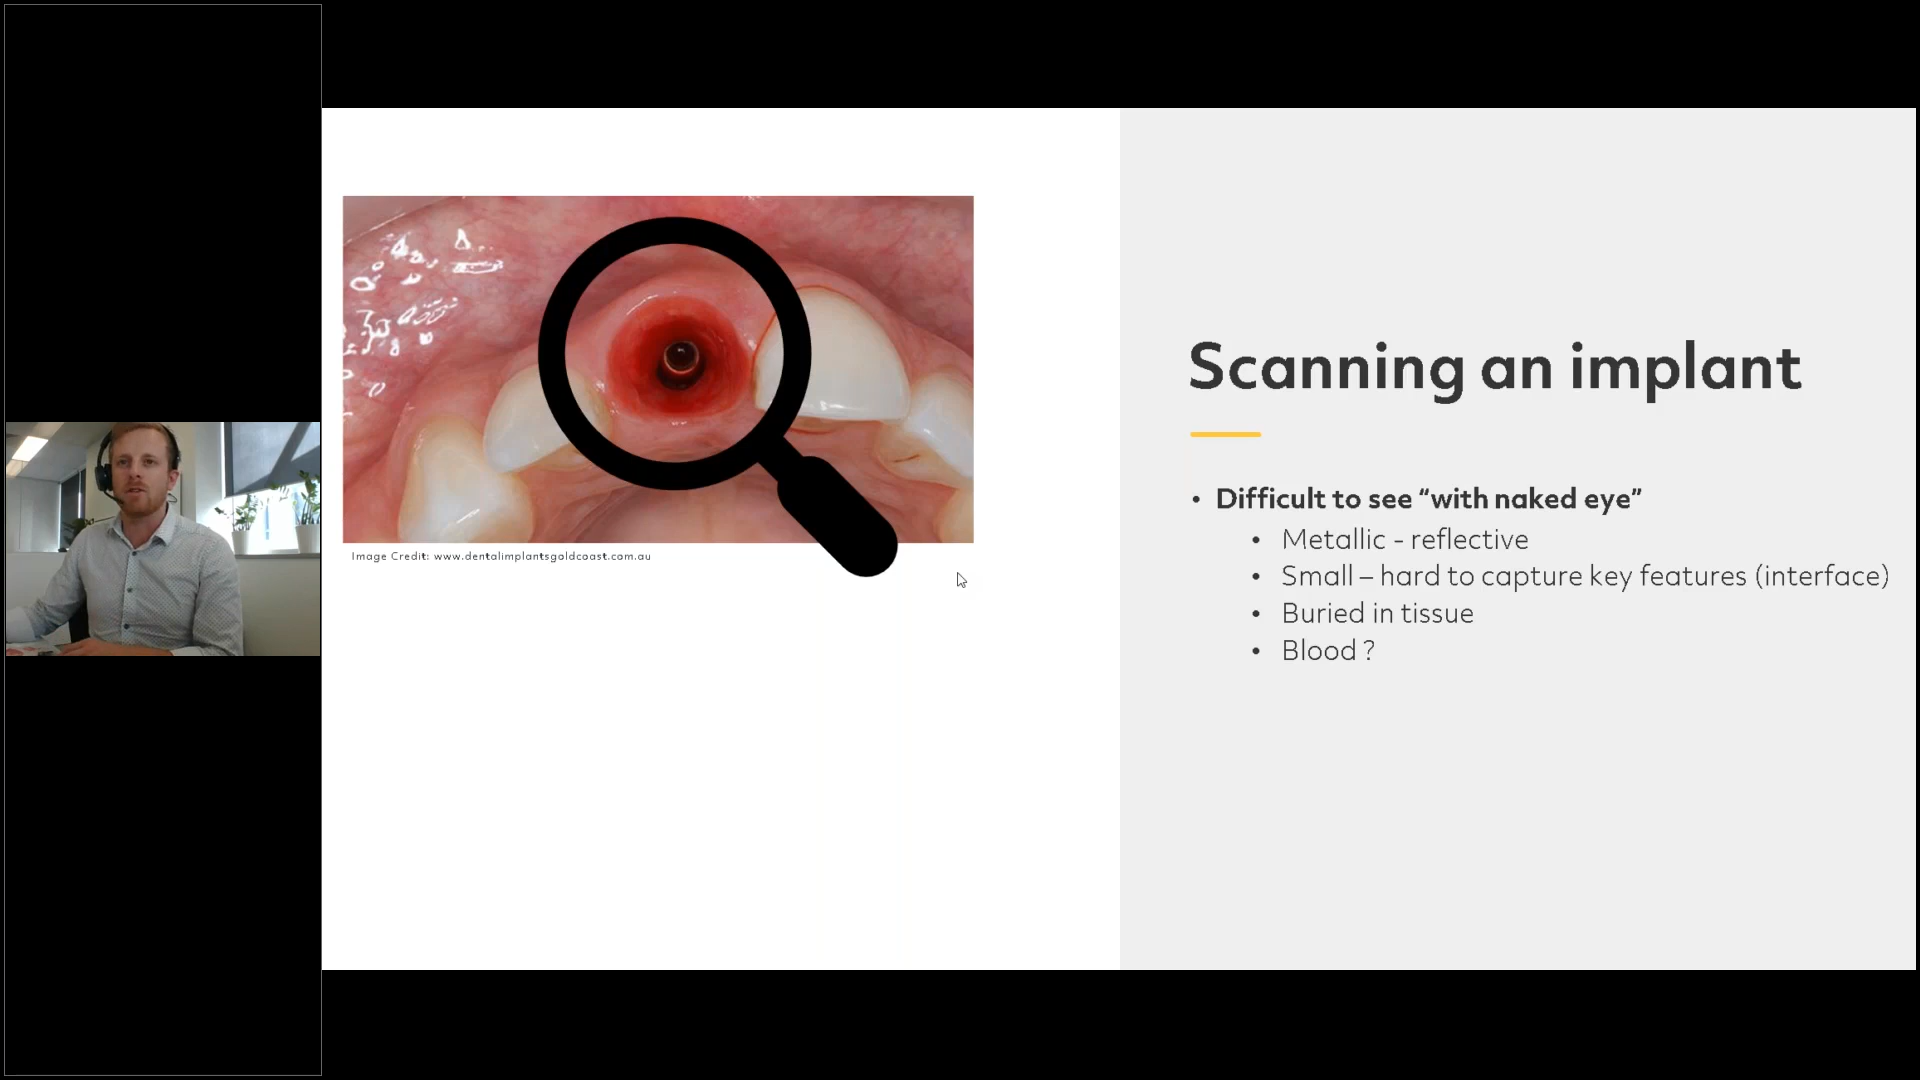 Image Credit: www.dentalimplantsgoldcoast.com.au
Scanning an implant
• Difficult to see “with naked eye”
• Metallic - reflective
• Small – hard to capture key features (interface)
• Buried in tissue
• Blood ?